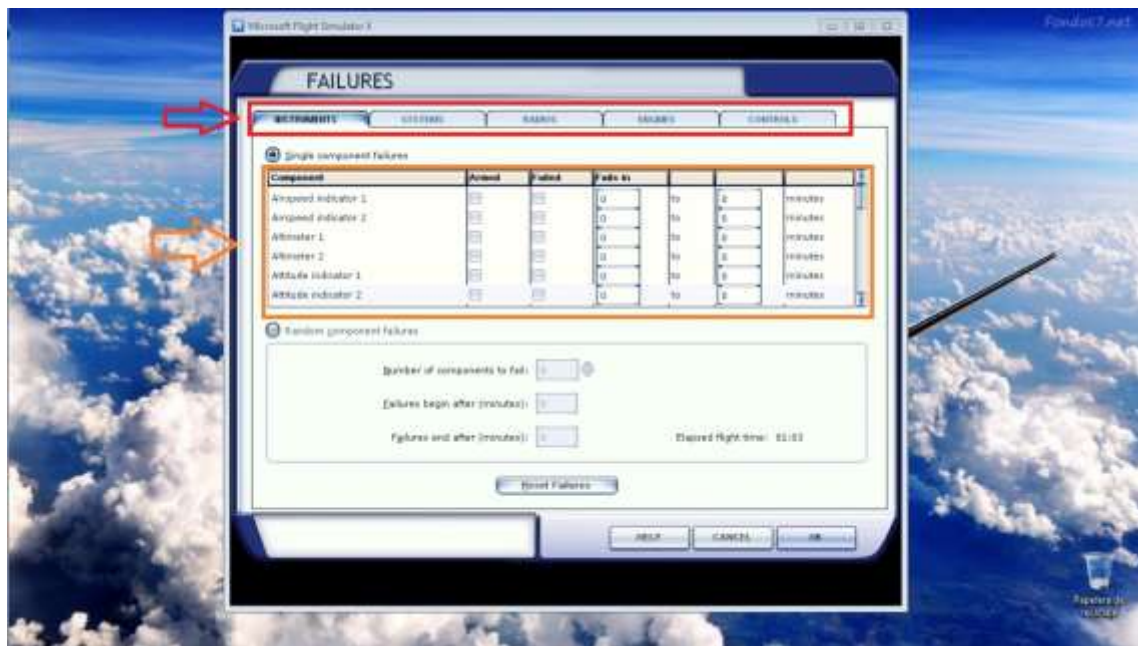 Microsoft Flight Simulator X
Fondos7.net
FAILURES
INSTRUMENTS SYSTEMS RADIOS ENGINES CONTROLS
Single component failures
Component Armed Failed Fails in
Airspeed indicator 1 0 to 0 minutes
Airspeed indicator 2 0 to 0 minutes
Altimeter 1 0 to 0 minutes
Altimeter 2 0 to 0 minutes
Attitude indicator 1 0 to 0 minutes
Attitude indicator 2 0 to 0 minutes
Random component failures
Number of components to fail:
Failures begin after (minutes):
Failures end after (minutes): Elapsed flight time: 01:03
Reset Failures
HELP CANCEL OK
Papelera de
reciclaje